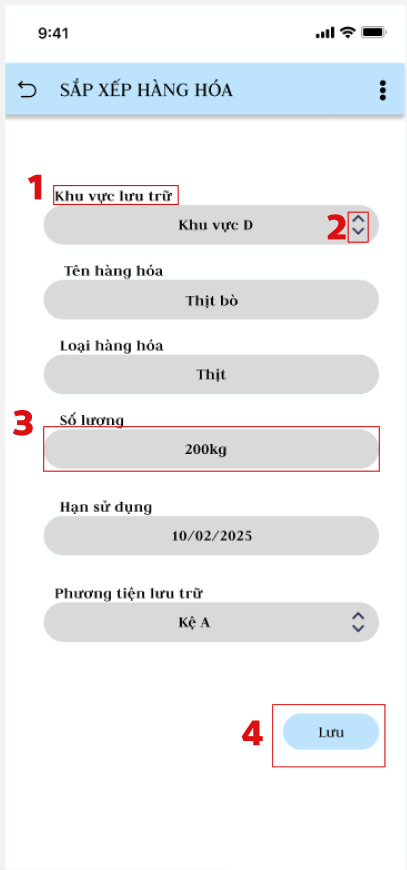 9:41
SẮP XẾP HÀNG HÓA
1 Khu vực lưu trữ
Khu vực D 2
Tên hàng hóa
Thịt bò
Loại hàng hóa
Thịt
3 Số lượng
200kg
Hạn sử dụng
10/02/2025
Phương tiện lưu trữ
Kệ A
4 Lưu